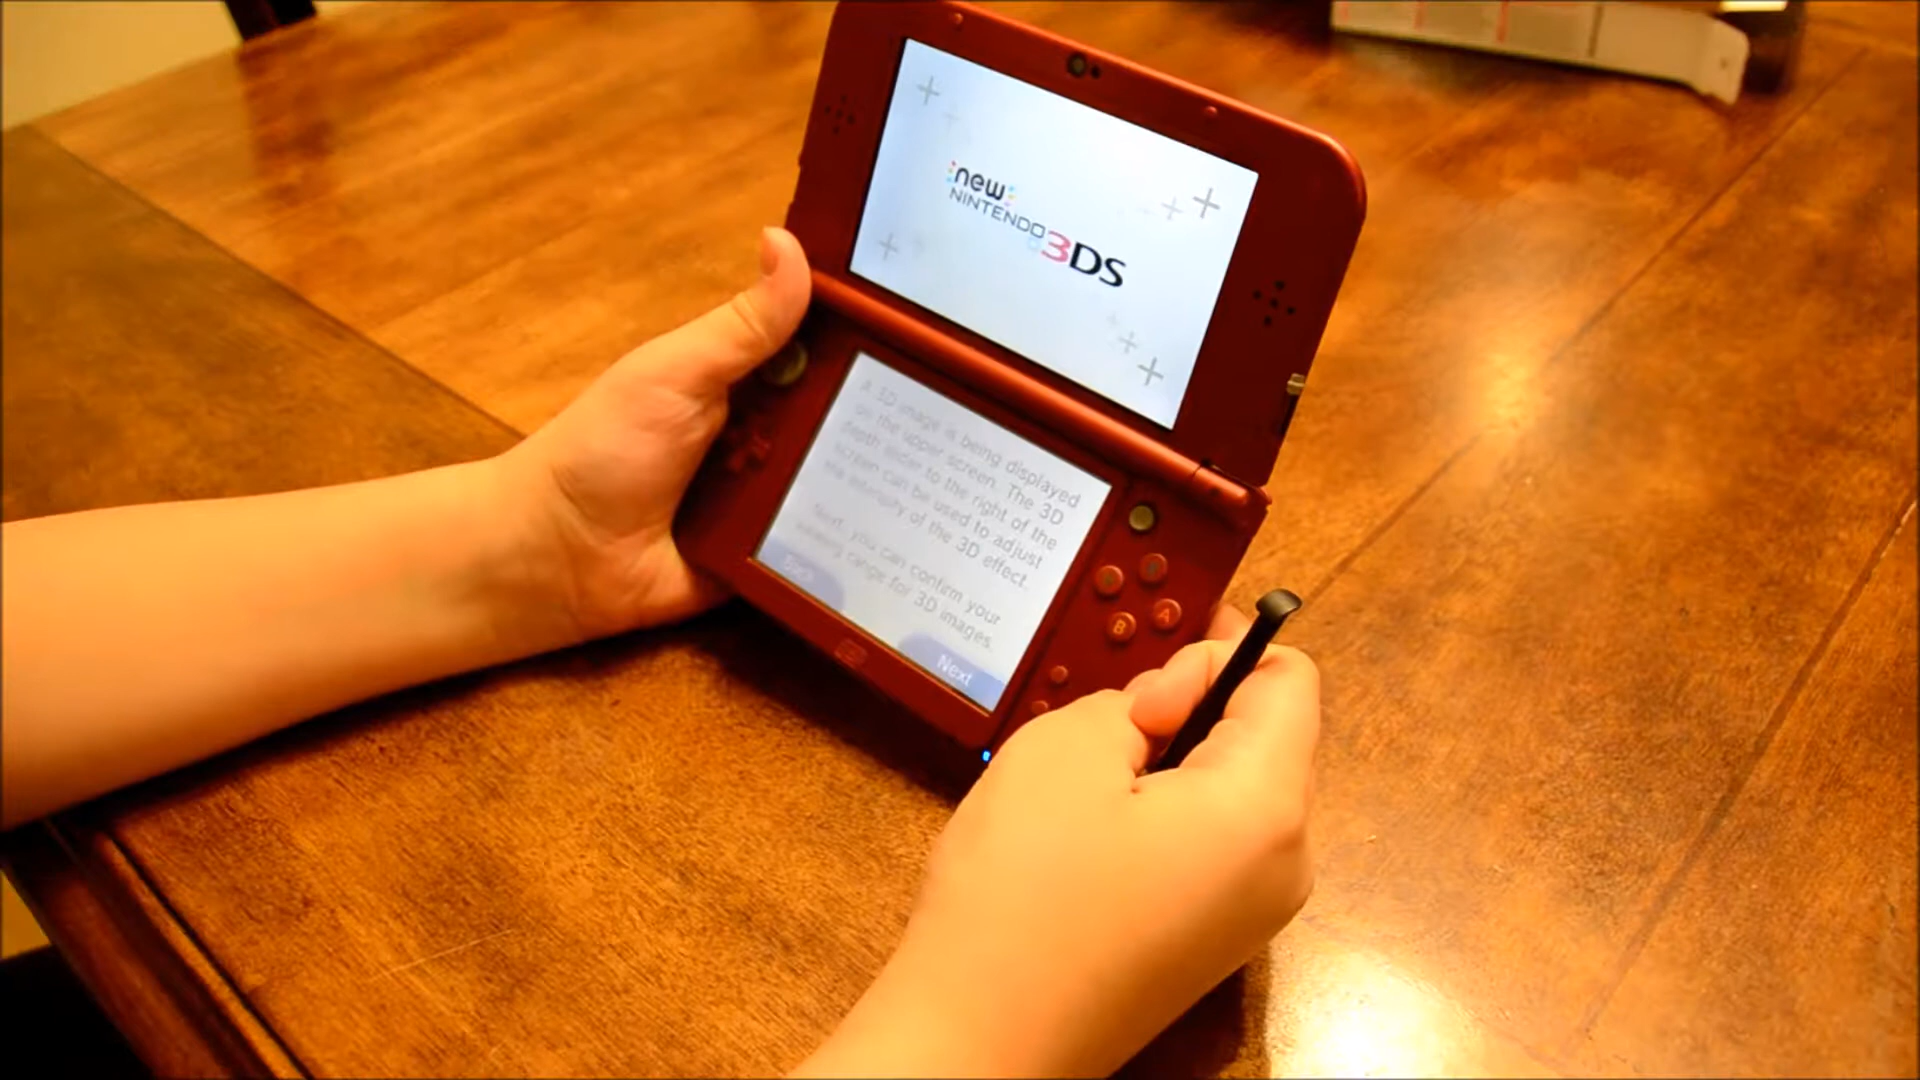 new
NINTENDO
3DS
A 3D image is being displayed
on the upper screen. The 3D
depth slider to the right of the
screen can be used to adjust
the intensity of the 3D effect.
Next, you can confirm your
viewing range for 3D images.
Back
Next
A
B